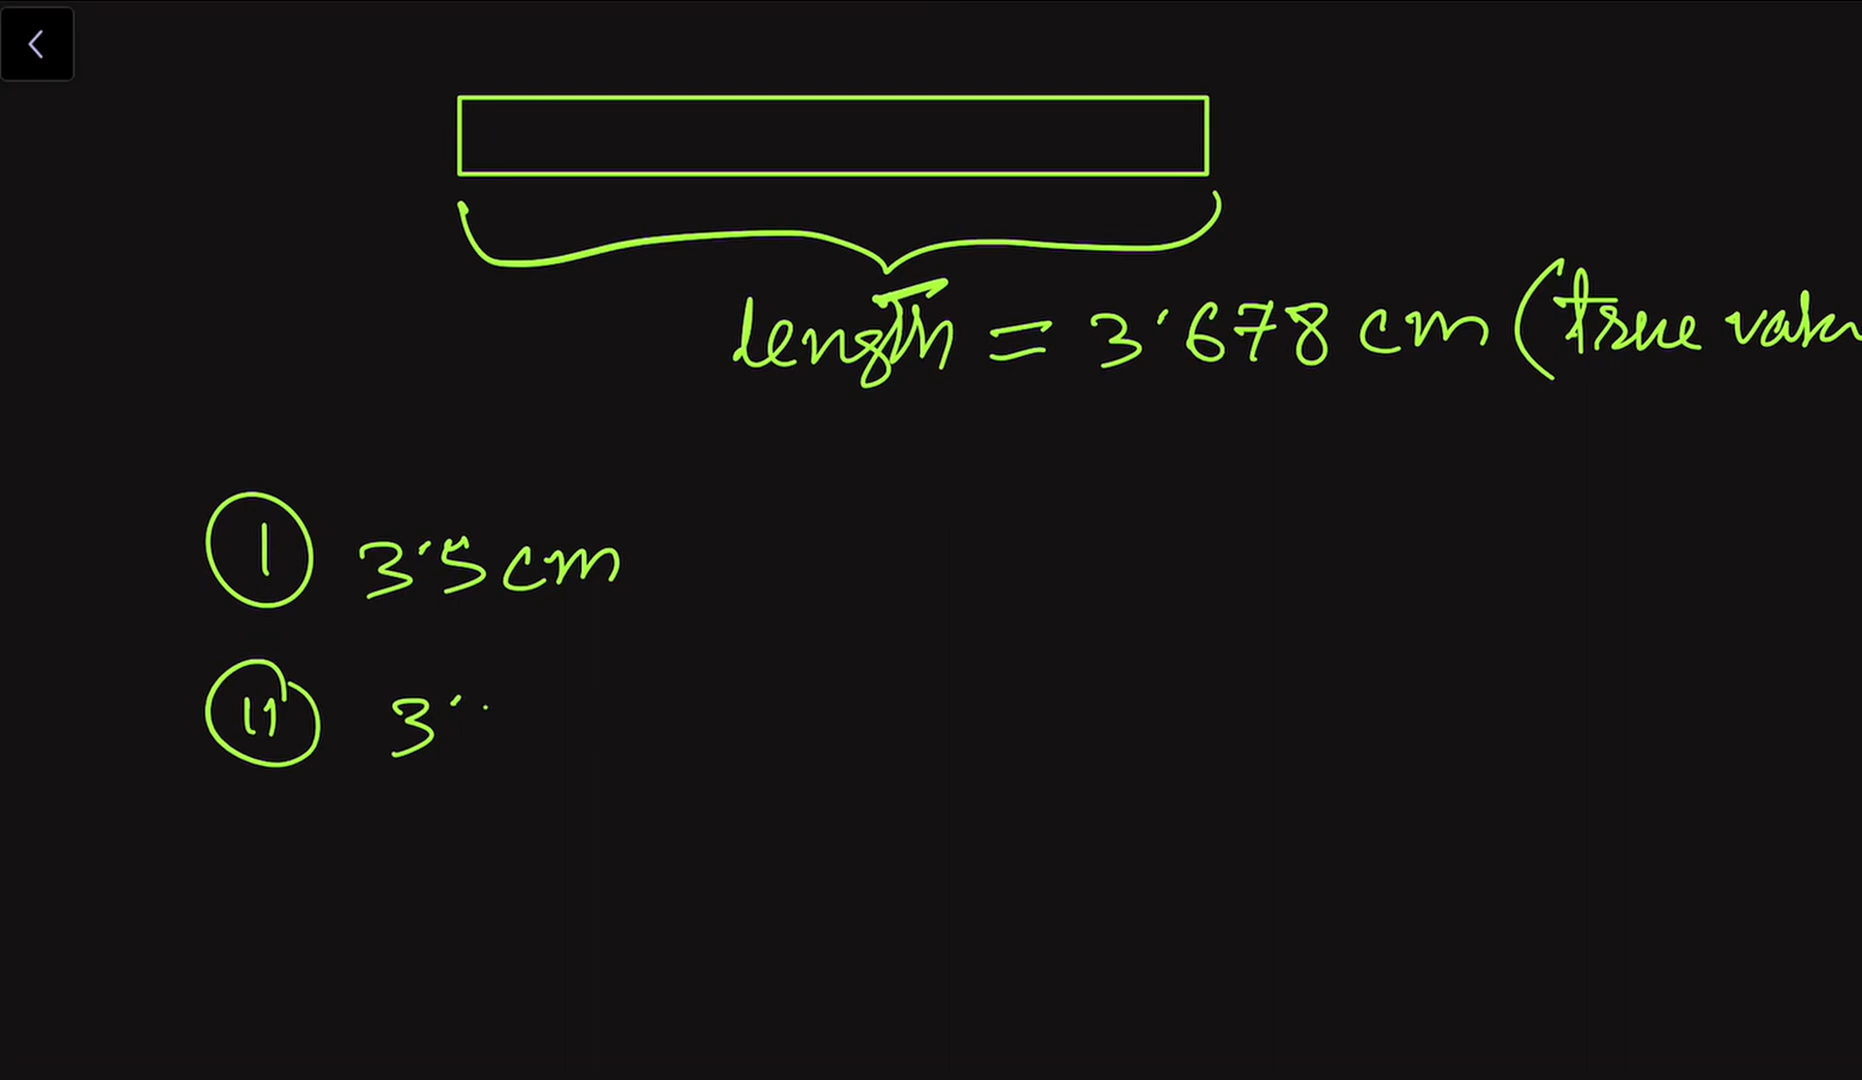 length = 3.678 cm (true valu
① 3.5 cm
⑪ 3.